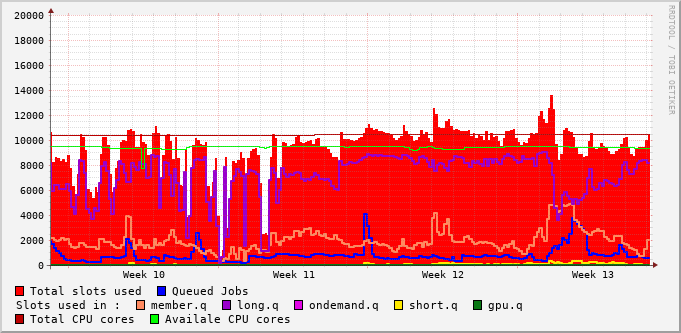 20000
18000
16000
14000
12000
10000
8000
6000
4000
2000
0
Week 10 Week 11 Week 12 Week 13
Total slots used Queued Jobs
Slots used in : member.q long.q ondemand.q short.q gpu.q
Total CPU cores Availale CPU cores
RRDTOOL / TOBI OETIKER